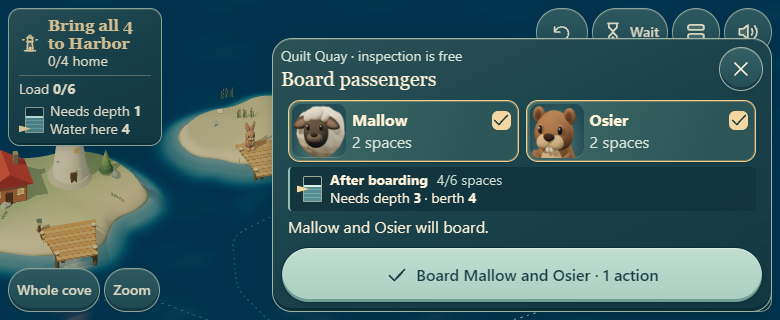 Bring all 4
to Harbor
0/4 home
Load 0/6
Needs depth 1
Water here 4
Wait
Quilt Quay · inspection is free
Board passengers
Mallow
2 spaces
Osier
2 spaces
After boarding 4/6 spaces
Needs depth 3 · berth 4
Mallow and Osier will board.
Board Mallow and Osier · 1 action
Whole cove
Zoom